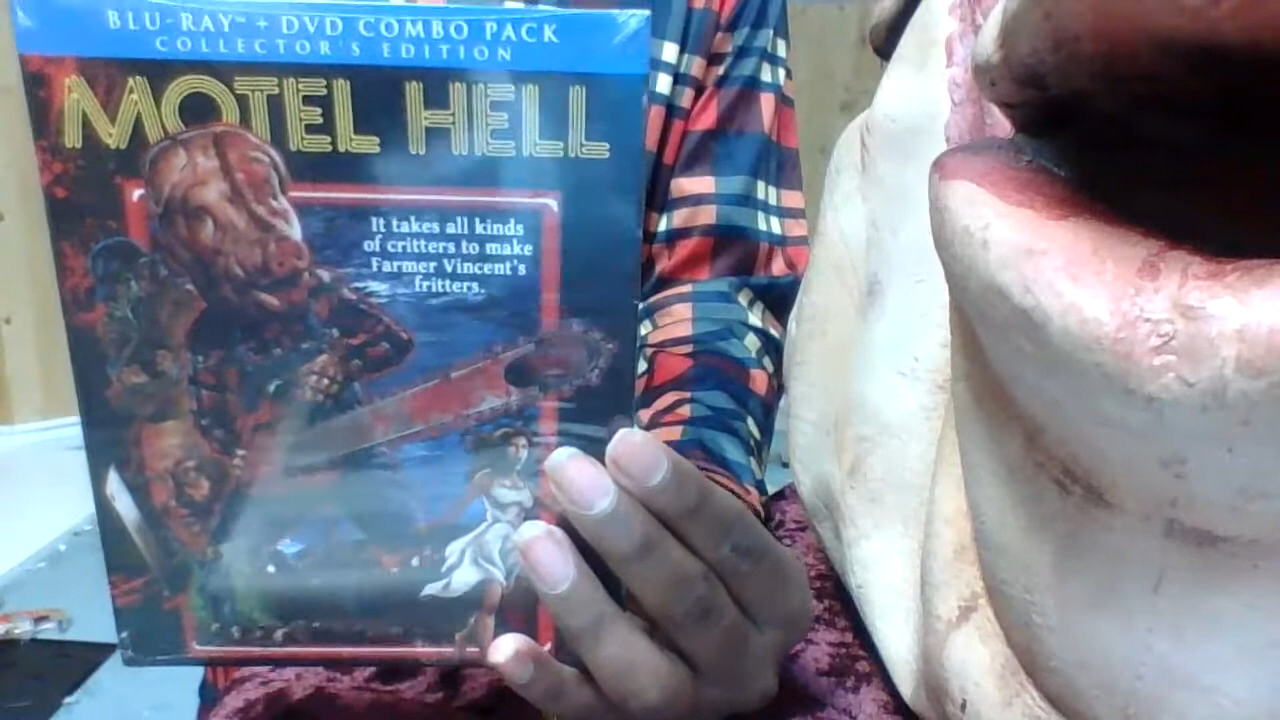 BLU-RAY™ + DVD COMBO PACK
COLLECTOR'S EDITION
MOTEL HELL
It takes all kinds
of critters to make
Farmer Vincent's
fritters.